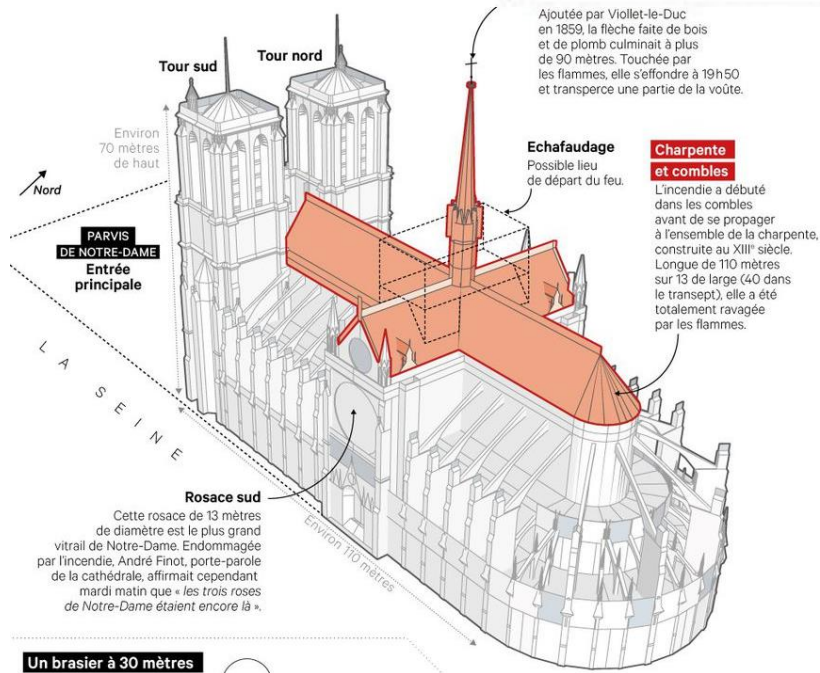 Ajoutée par Viollet-le-Duc
en 1859, la flèche faite de bois
et de plomb culminait à plus
de 90 mètres. Touchée par
les flammes, elle s'effondre à 19h50
et transperce une partie de la voûte.
Tour sud
Tour nord
Environ
70 mètres
de haut
Nord
Echafaudage
Possible lieu
de départ du feu.
Charpente
et combles
L'incendie a débuté
dans les combles
avant de se propager
à l'ensemble de la charpente,
construite au XIIIe siècle.
Longue de 110 mètres
sur 13 de large (40 dans
le transept), elle a été
totalement ravagée
par les flammes.
PARVIS
DE NOTRE-DAME
Entrée
principale
LA SEINE
Rosace sud
Cette rosace de 13 mètres
de diamètre est le plus grand
vitrail de Notre-Dame. Endommagée
par l'incendie, André Finot, porte-parole
de la cathédrale, affirmait cependant
mardi matin que « les trois roses
de Notre-Dame étaient encore là ».
Environ 110 mètres
Un brasier à 30 mètres